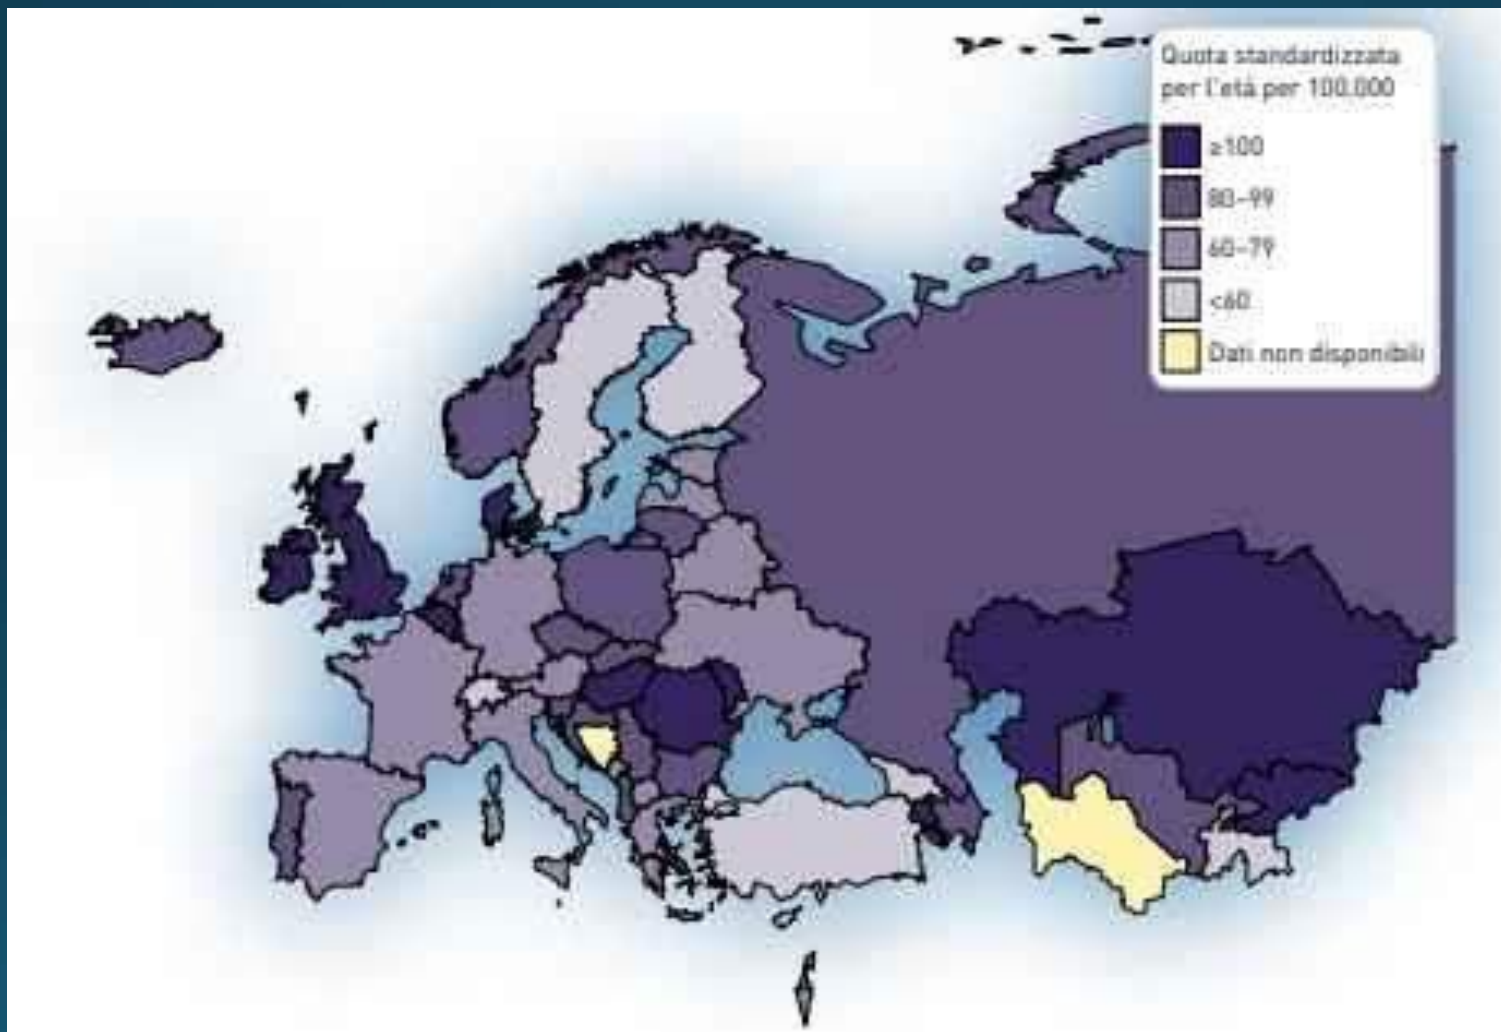 Quota standardizzata
per l'età per 100.000
≥100
80–99
60–79
<60
Dati non disponibili